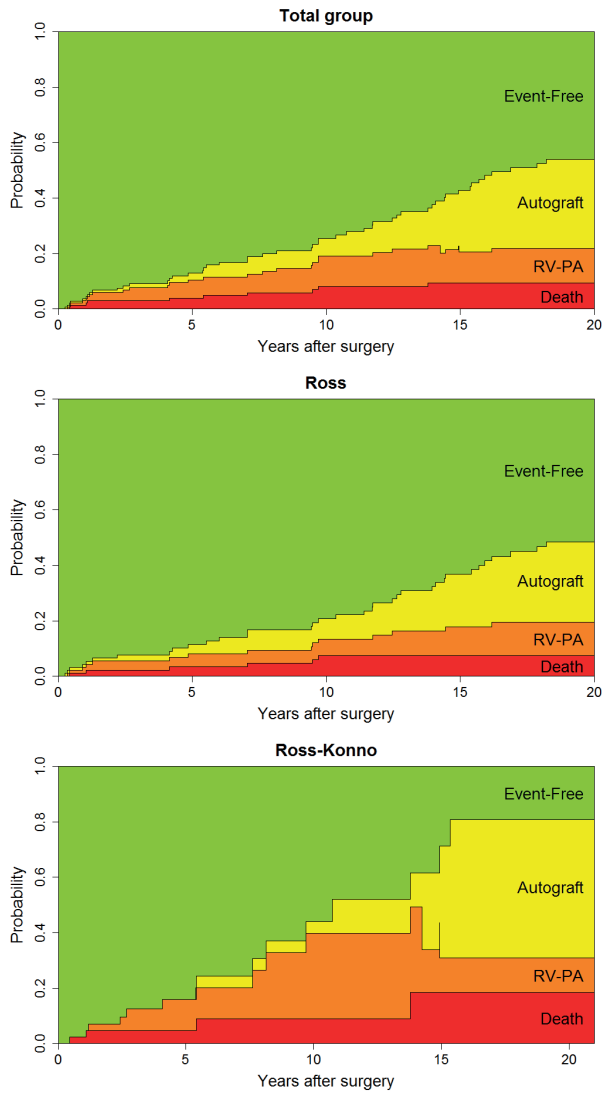 Total group
1.0
0.8
0.6
0.4
0.2
0.0
Probability
Event-Free
Autograft
RV-PA
Death
0 5 10 15 20
Years after surgery
Ross
1.0
0.8
0.6
0.4
0.2
0.0
Probability
Event-Free
Autograft
RV-PA
Death
0 5 10 15 20
Years after surgery
Ross-Konno
1.0
0.8
0.6
0.4
0.2
0.0
Probability
Event-Free
Autograft
RV-PA
Death
0 5 10 15 20
Years after surgery